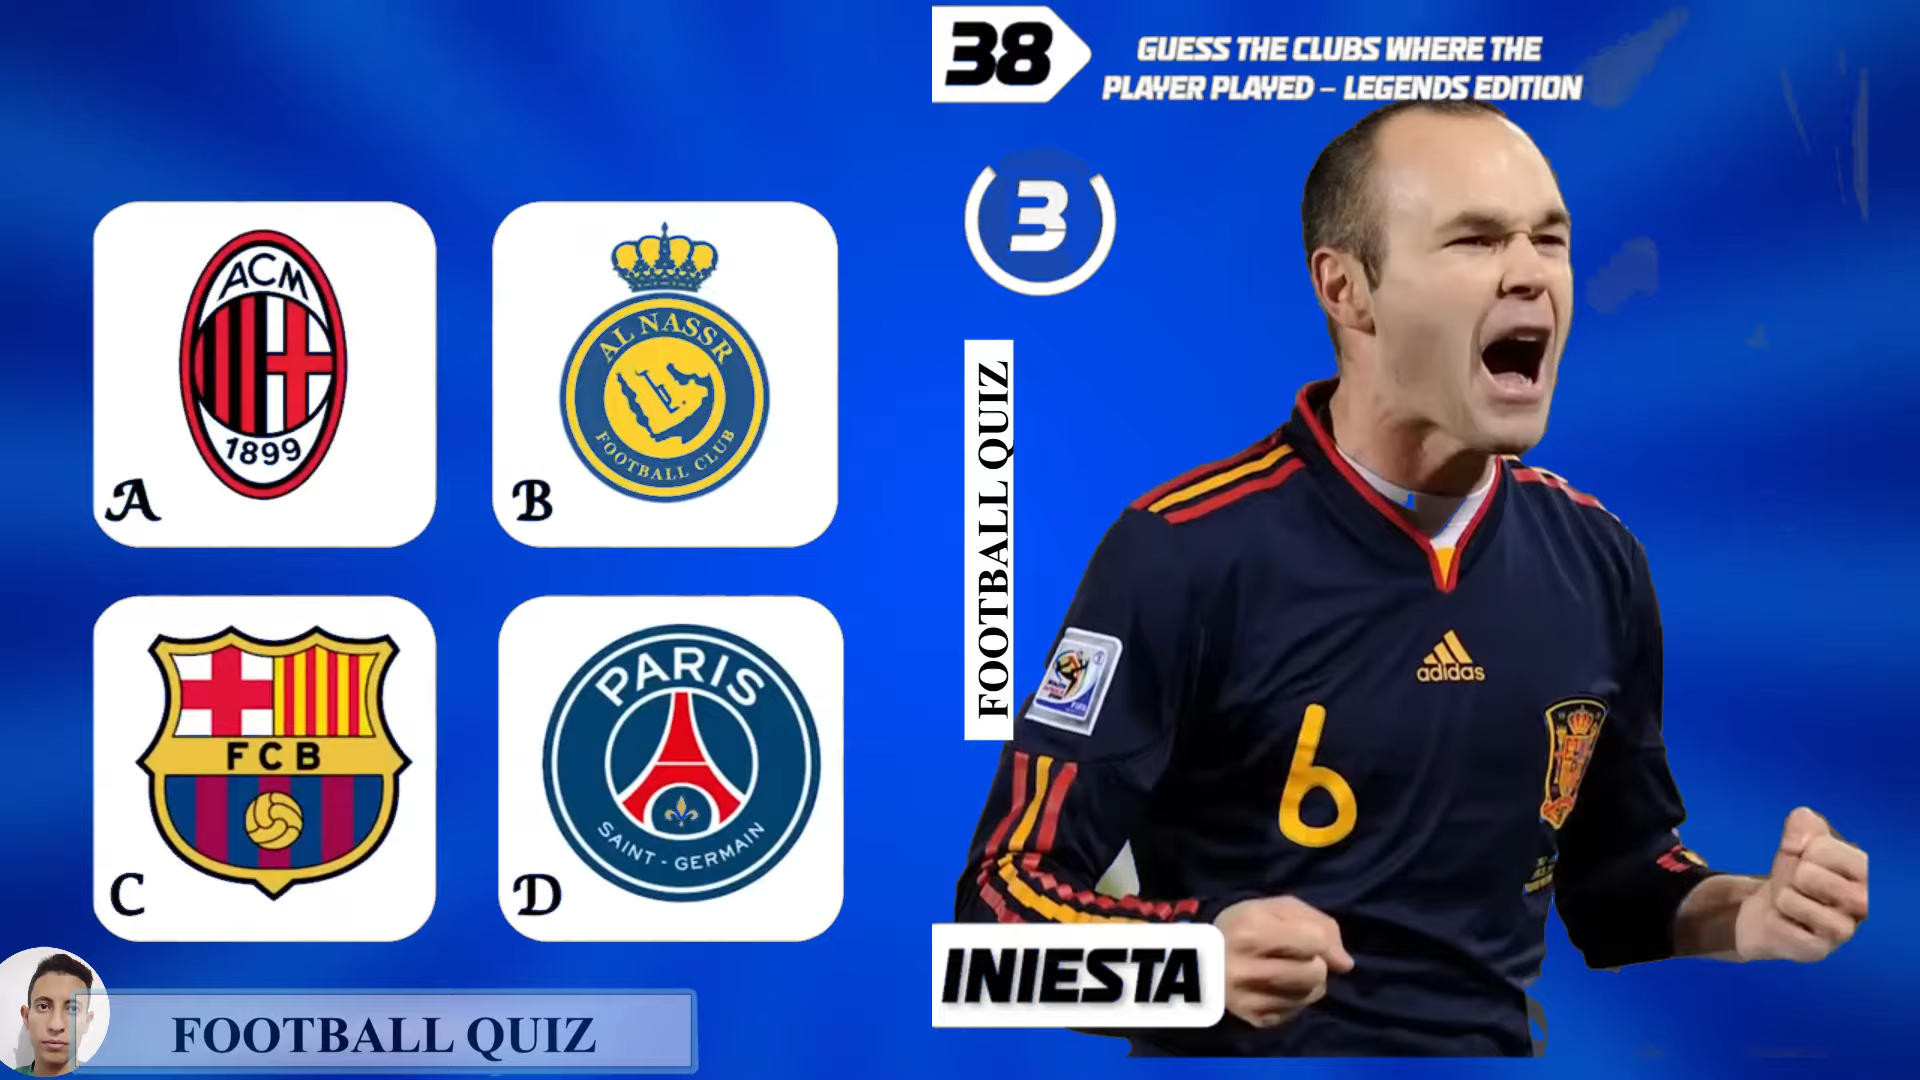 38
GUESS THE CLUBS WHERE THE
PLAYER PLAYED – LEGENDS EDITION
3
ACM
1899
A
AL NASSR
FOOTBALL CLUB
B
FCB
C
PARIS
SAINT - GERMAIN
D
FOOTBALL QUIZ
adidas
6
INIESTA
FOOTBALL QUIZ